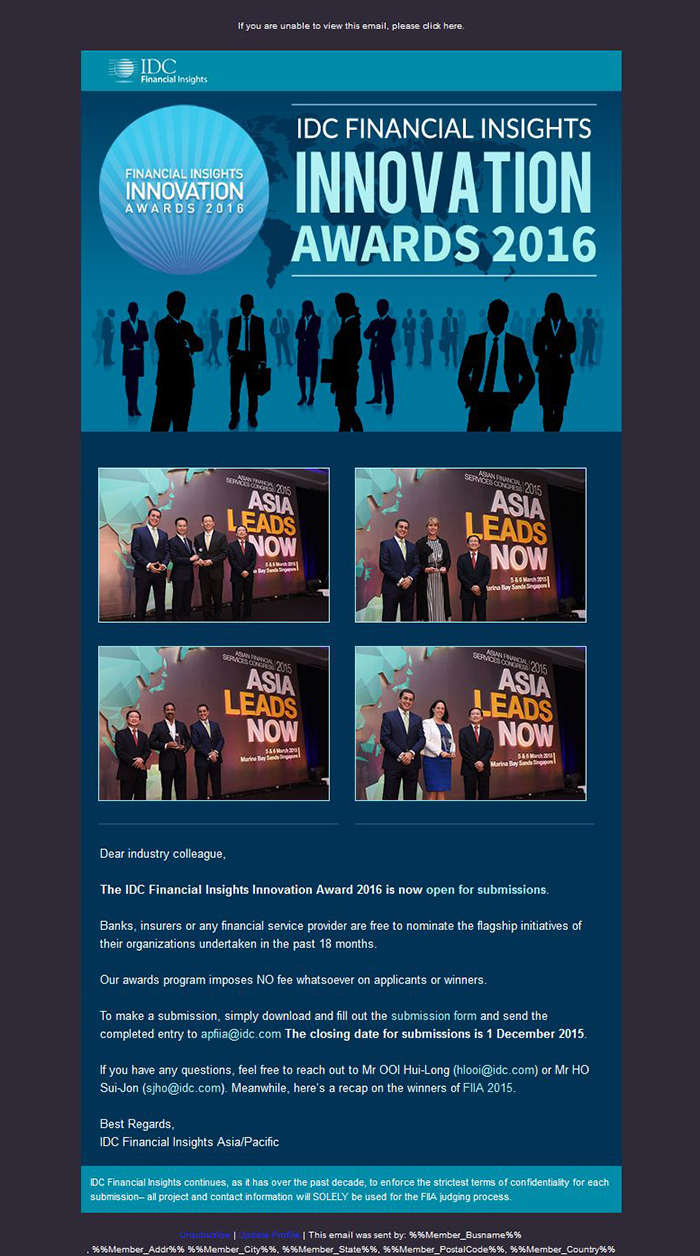 If you are unable to view this email, please click here.
IDC
Financial Insights
FINANCIAL INSIGHTS
INNOVATION
AWARDS 2016
IDC FINANCIAL INSIGHTS
INNOVATION
AWARDS 2016
ASIAN FINANCIAL
SERVICES CONGRESS 2015
ASIA
LEADS
NOW
5 & 6 March 2015
Marina Bay Sands Singapore
ASIAN FINANCIAL
SERVICES CONGRESS 2015
ASIA
LEADS
NOW
5 & 6 March 2015
Marina Bay Sands Singapore
ASIAN FINANCIAL
SERVICES CONGRESS 2015
ASIA
LEADS
NOW
5 & 6 March 2015
Marina Bay Sands Singapore
ASIAN FINANCIAL
SERVICES CONGRESS 2015
ASIA
LEADS
NOW
5 & 6 March 2015
Marina Bay Sands Singapore
Dear industry colleague,
The IDC Financial Insights Innovation Award 2016 is now open for submissions.
Banks, insurers or any financial service provider are free to nominate the flagship initiatives of
their organizations undertaken in the past 18 months.
Our awards program imposes NO fee whatsoever on applicants or winners.
To make a submission, simply download and fill out the submission form and send the
completed entry to apfiia@idc.com The closing date for submissions is 1 December 2015.
If you have any questions, feel free to reach out to Mr OOI Hui-Long (hlooi@idc.com) or Mr HO
Sui-Jon (sjho@idc.com). Meanwhile, here's a recap on the winners of FIIA 2015.
Best Regards,
IDC Financial Insights Asia/Pacific
IDC Financial Insights continues, as it has over the past decade, to enforce the strictest terms of confidentiality for each
submission– all project and contact information will SOLELY be used for the FIIA judging process.
Unsubscribe | Update Profile | This email was sent by: %%Member_Busname%%
, %%Member_Addr%% %%Member_City%%, %%Member_State%%, %%Member_PostalCode%%, %%Member_Country%%